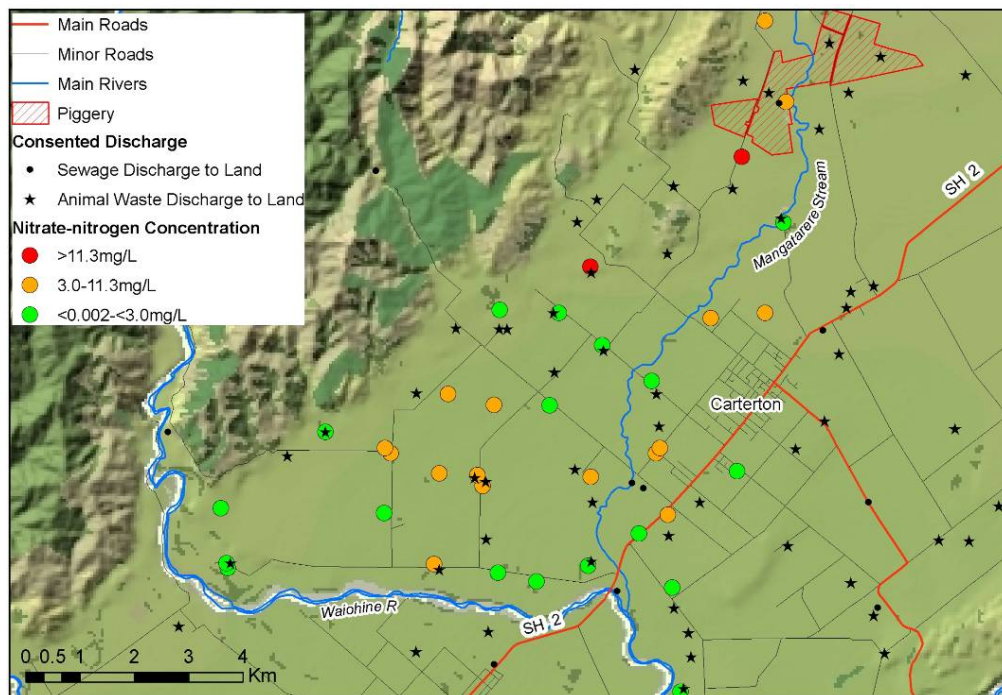 Main Roads
Minor Roads
Main Rivers
Piggery
Consented Discharge
Sewage Discharge to Land
Animal Waste Discharge to Land
Nitrate-nitrogen Concentration
>11.3mg/L
3.0-11.3mg/L
<0.002-<3.0mg/L
SH 2
Mangatarere Stream
Carterton
Waiohine R
SH 2
0 0.5 1 2 3 4
Km